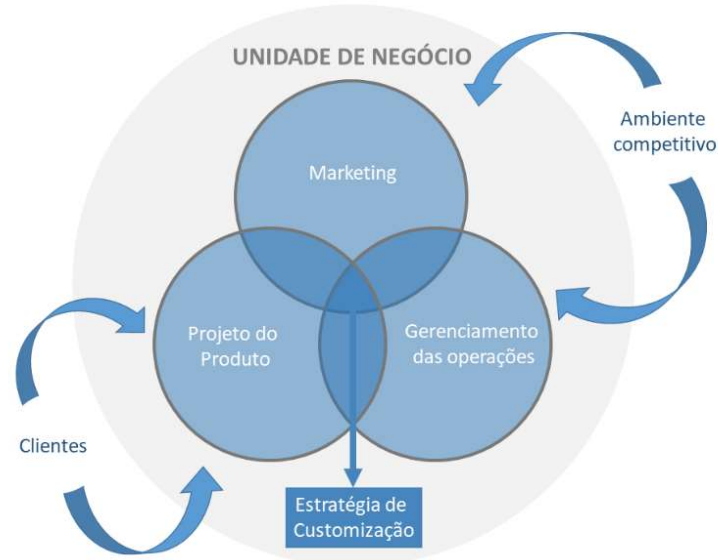 UNIDADE DE NEGÓCIO
Ambiente
competitivo
Marketing
Projeto do
Produto
Gerenciamento
das operações
Clientes
Estratégia de
Customização